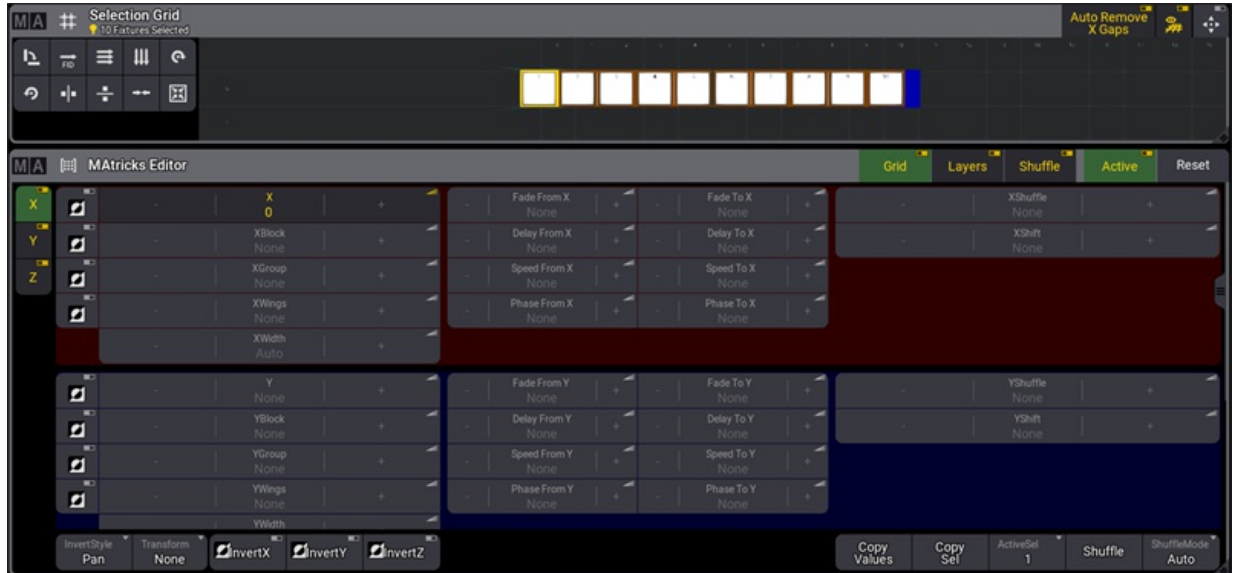 MA
Selection Grid
10 Fixtures Selected
Auto Remove
X Gaps
FID
MA
MAtricks Editor
Grid
Layers
Shuffle
Active
Reset
X
Y
Z
- X +
0
- Fade From X +
None
- Fade To X +
None
- XShuffle +
None
- XBlock +
None
- Delay From X +
None
- Delay To X +
None
- XShift +
None
- XGroup +
None
- Speed From X +
None
- Speed To X +
None
- XWings +
None
- Phase From X +
None
- Phase To X +
None
- XWidth +
Auto
- Y +
None
- Fade From Y +
None
- Fade To Y +
None
- YShuffle +
None
- YBlock +
None
- Delay From Y +
None
- Delay To Y +
None
- YShift +
None
- YGroup +
None
- Speed From Y +
None
- Speed To Y +
None
- YWings +
None
- Phase From Y +
None
- Phase To Y +
None
YWidth
InvertStyle
Pan
Transform
None
InvertX
InvertY
InvertZ
Copy
Values
Copy
Sel
ActiveSel
1
Shuffle
ShuffleMode
Auto